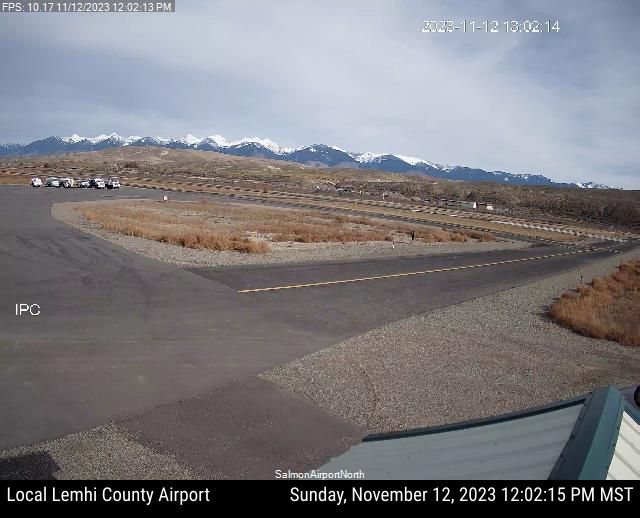 FPS: 10.17 11/12/2023 12:02:13 PM
2023-11-12 13:02:14
IPC
SalmonAirportNorth
Local Lemhi County Airport
Sunday, November 12, 2023 12:02:15 PM MST